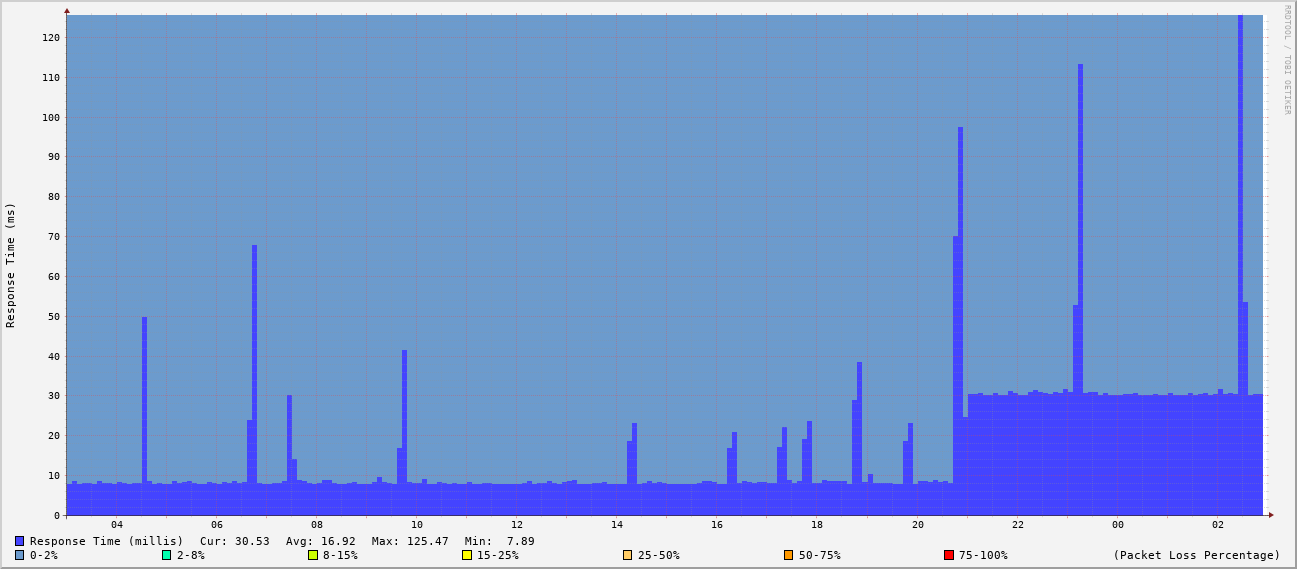 RRDTOOL / TOBI OETIKER
Response Time (ms)
120
110
100
90
80
70
60
50
40
30
20
10
0
04 06 08 10 12 14 16 18 20 22 00 02
Response Time (millis) Cur: 30.53 Avg: 16.92 Max: 125.47 Min: 7.89
0-2% 2-8% 8-15% 15-25% 25-50% 50-75% 75-100% (Packet Loss Percentage)